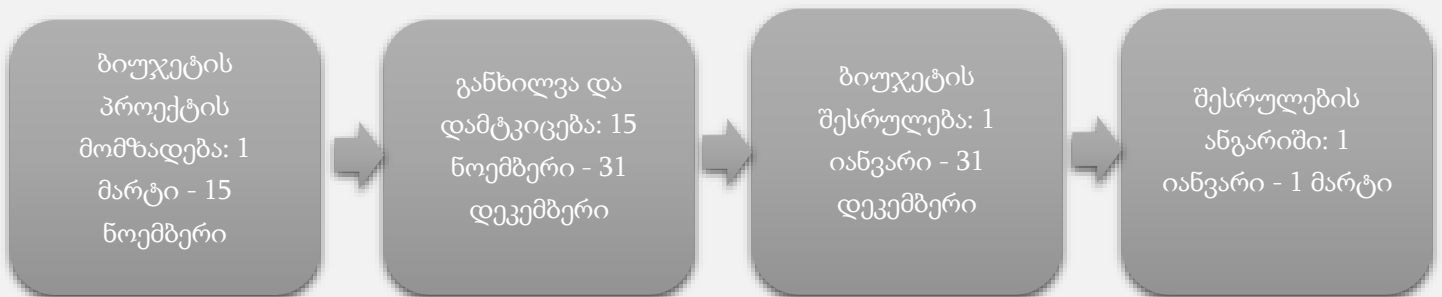 ბიუჯეტის
პროექტის
მომზადება: 1
მარტი - 15
ნოემბერი
განხილვა და
დამტკიცება: 15
ნოემბერი - 31
დეკემბერი
ბიუჯეტის
შესრულება: 1
იანვარი - 31
დეკემბერი
შესრულების
ანგარიში: 1
იანვარი - 1 მარტი